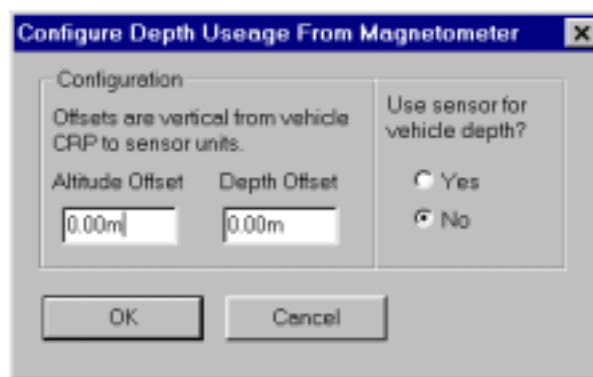 Configure Depth Useage From Magnetometer
Configuration
Offsets are vertical from vehicle
CRP to sensor units.
Altitude Offset Depth Offset
0.00m 0.00m
Use sensor for
vehicle depth?
Yes
No
OK Cancel